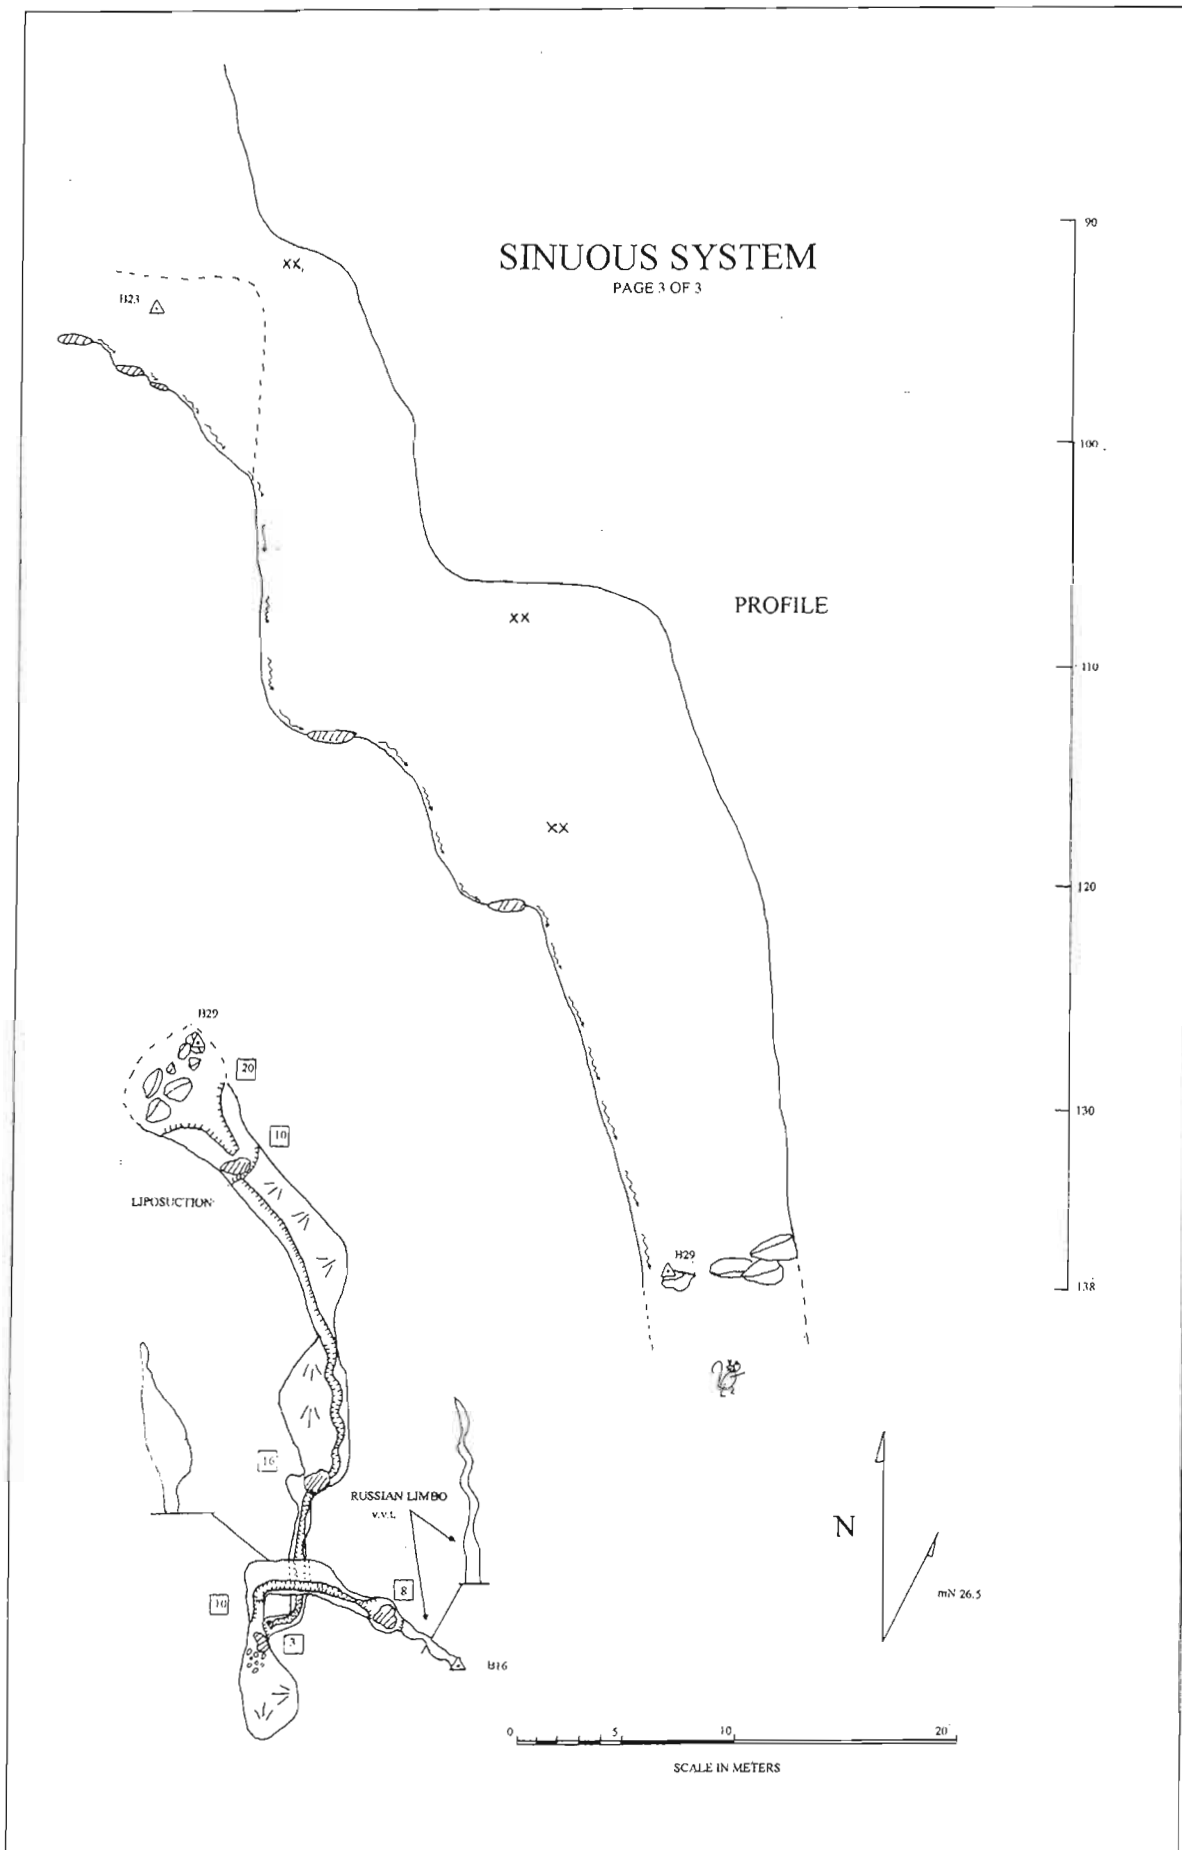 SINUOUS SYSTEM
PAGE 3 OF 3
90
XX
B23
100
PROFILE
XX
110
XX
120
B29
20
130
10
LIPOSUCTION
B29
138
16
RUSSIAN LIMBO
v.v.t.
N
8
10
mN 26.5
3
B16
0 5 10 20
SCALE IN METERS